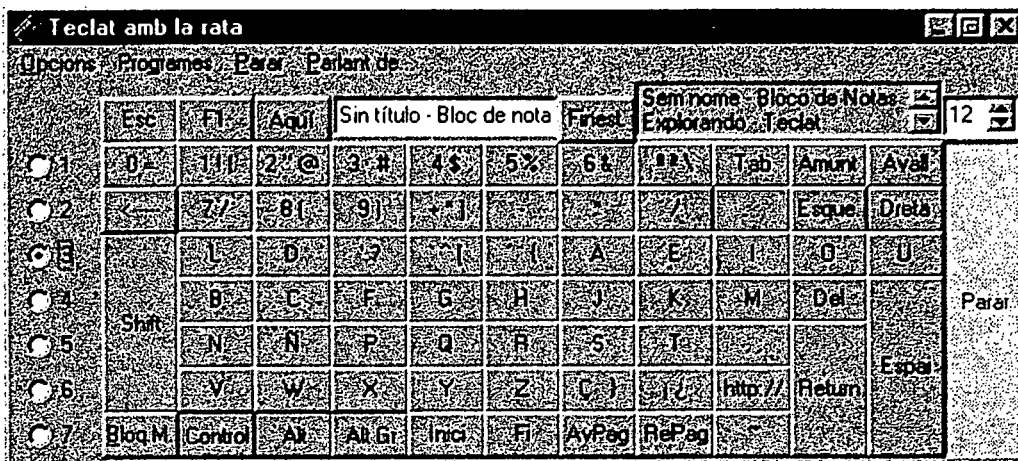 Teclat amb la rata
Opcions Programes Parar Parlant de...
Esc F1 Aquí Sin título - Bloc de nota Finest Sem nome - Bloco de Notas 12
Explorando - Teclat
1 0 = 1 ! | 2 " @ 3 · # 4 $ 5 % 6 & ª º \ Tab Amunt Avall
2 <--- 7 / 8 ( 9 ) Esque Dreta
3 L D ? A E I O U
4 B C F G H J K M Del
Shift Parar
5 N Ñ P Q R S T
Espai
6 V W X Y Z Ç } ¡ ¿ http:// Return
7 Bloq.M. Control Alt Alt Gr Inici Fi AvPag RePag